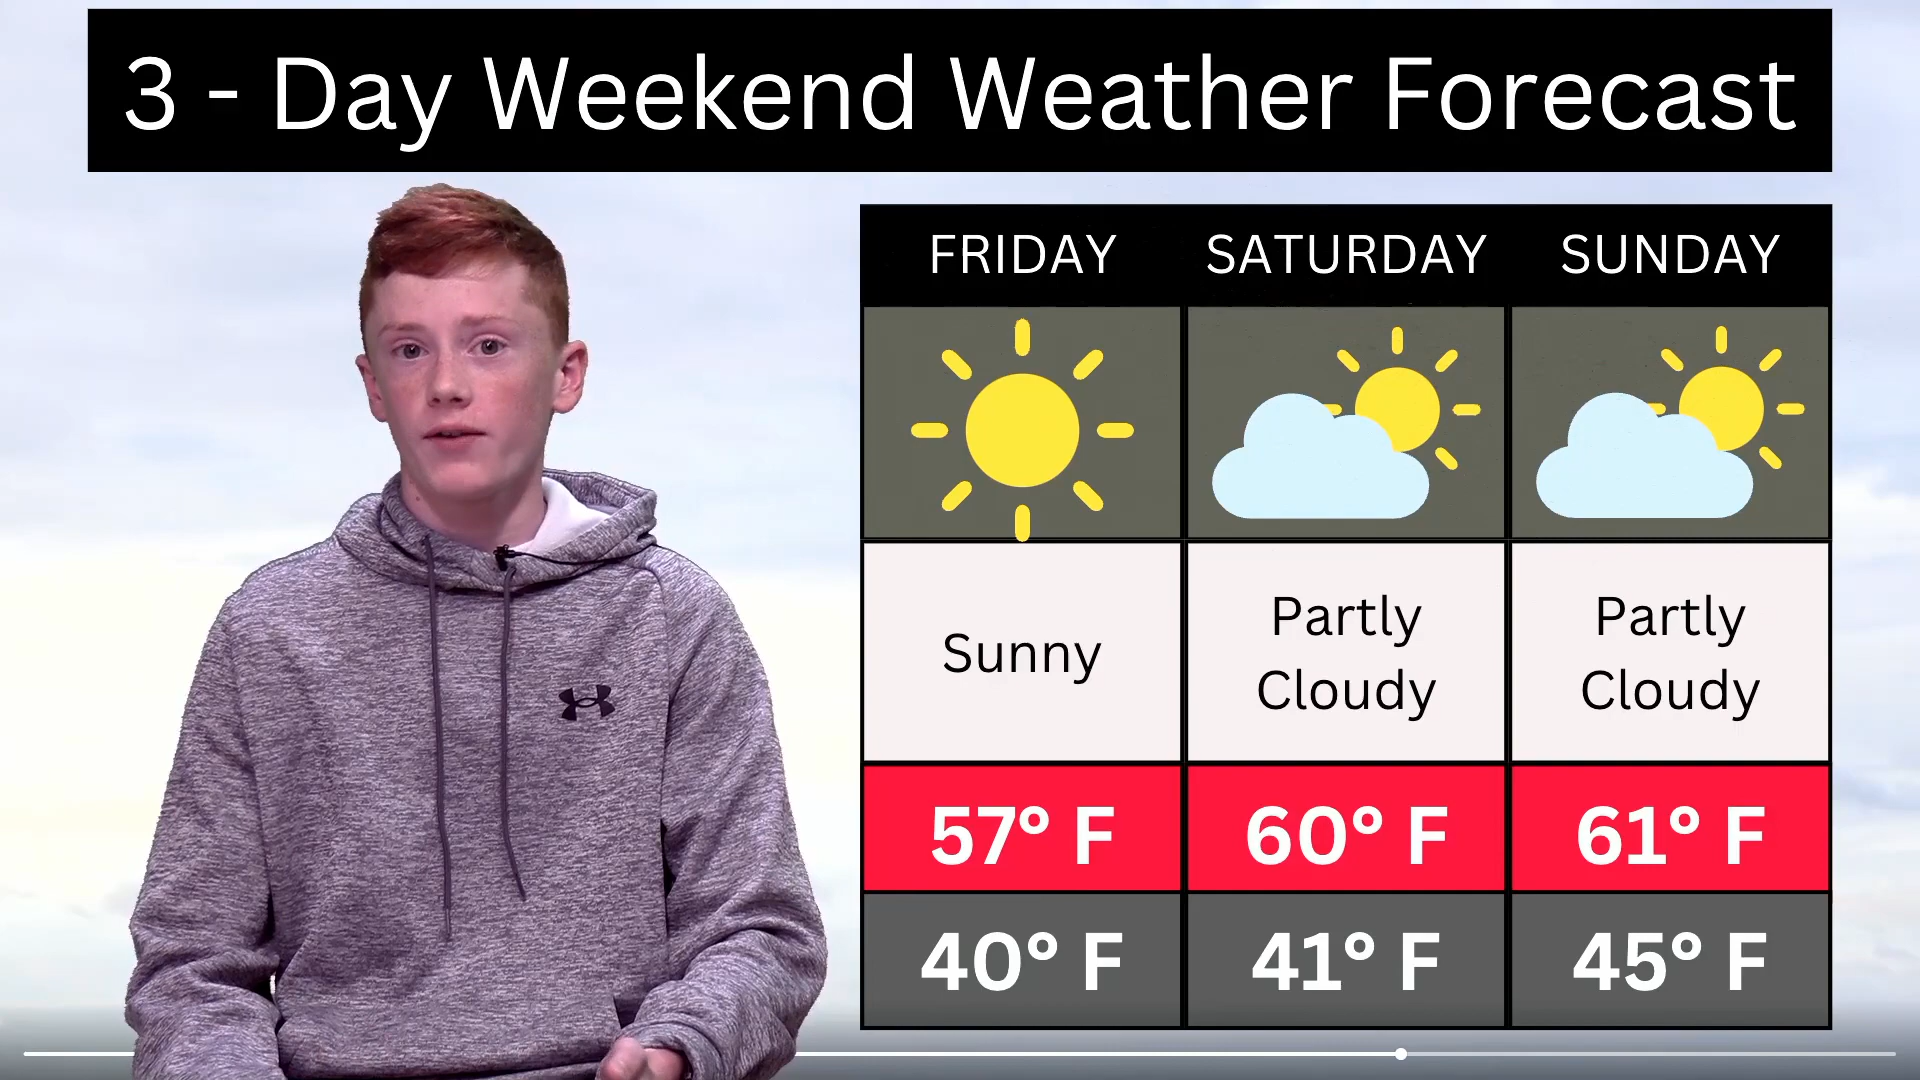 3 - Day Weekend Weather Forecast
FRIDAY SATURDAY SUNDAY
Sunny
Partly
Cloudy
Partly
Cloudy
57° F 60° F 61° F
40° F 41° F 45° F